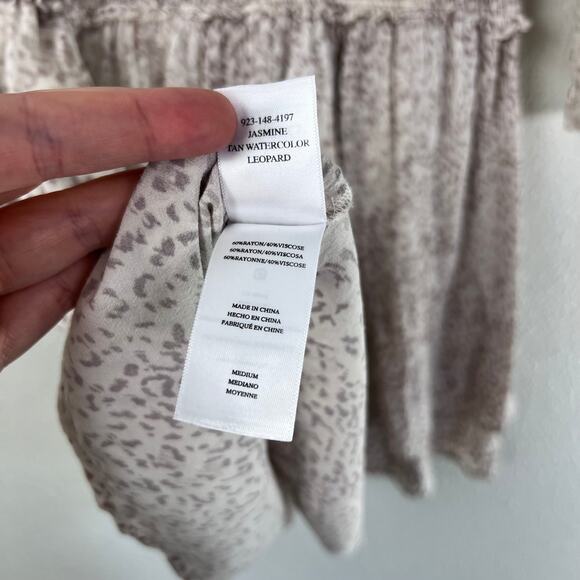 923-148-4197
JASMINE
TAN WATERCOLOR
LEOPARD
60%RAYON/40%VISCOSE
60%RAYON/40%VISCOSA
60%RAYONNE/40%VISCOSE
MADE IN CHINA
HECHO EN CHINA
FABRIQUÉ EN CHINE
MEDIUM
MEDIANO
MOYENNE